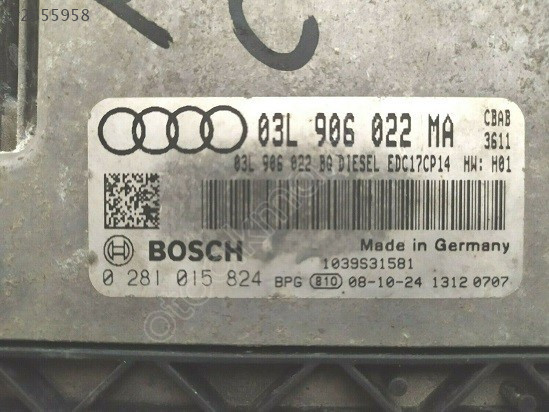 2355958
C
03L 906 022 MA
CBAB
3611
03L 906 022 BQ DIESEL EDC17CP14 HW: H01
BOSCH
Made in Germany
1039S31581
0 281 015 824 BPG 810 08-10-24 1312 0707